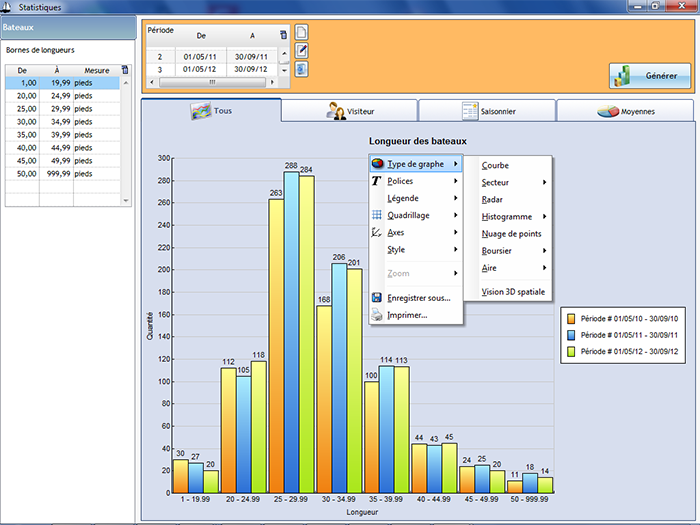 Statistiques
Bateaux
Bornes de longueurs
De À Mesure
1,00 19,99 pieds
20,00 24,99 pieds
25,00 29,99 pieds
30,00 34,99 pieds
35,00 39,99 pieds
40,00 44,99 pieds
45,00 49,99 pieds
50,00 999,99 pieds
Période De A
2 01/05/11 30/09/11
3 01/05/12 30/09/12
Générer
Tous
Visiteur
Saisonnier
Moyennes
Longueur des bateaux
Type de graphe
Polices
Légende
Quadrillage
Axes
Style
Zoom
Enregistrer sous...
Imprimer...
Courbe
Secteur
Radar
Histogramme
Nuage de points
Boursier
Aire
Vision 3D spatiale
Quantité
300
280
260
240
220
200
180
160
140
120
100
80
60
40
20
0
30 27 20
112 105 118
263 288 284
168 206 201
100 114 113
44 43 45
24 25 20
11 18 14
1 - 19.99 20 - 24.99 25 - 29.99 30 - 34.99 35 - 39.99 40 - 44.99 45 - 49.99 50 - 999.99
Longueur
Période # 01/05/10 - 30/09/10
Période # 01/05/11 - 30/09/11
Période # 01/05/12 - 30/09/12